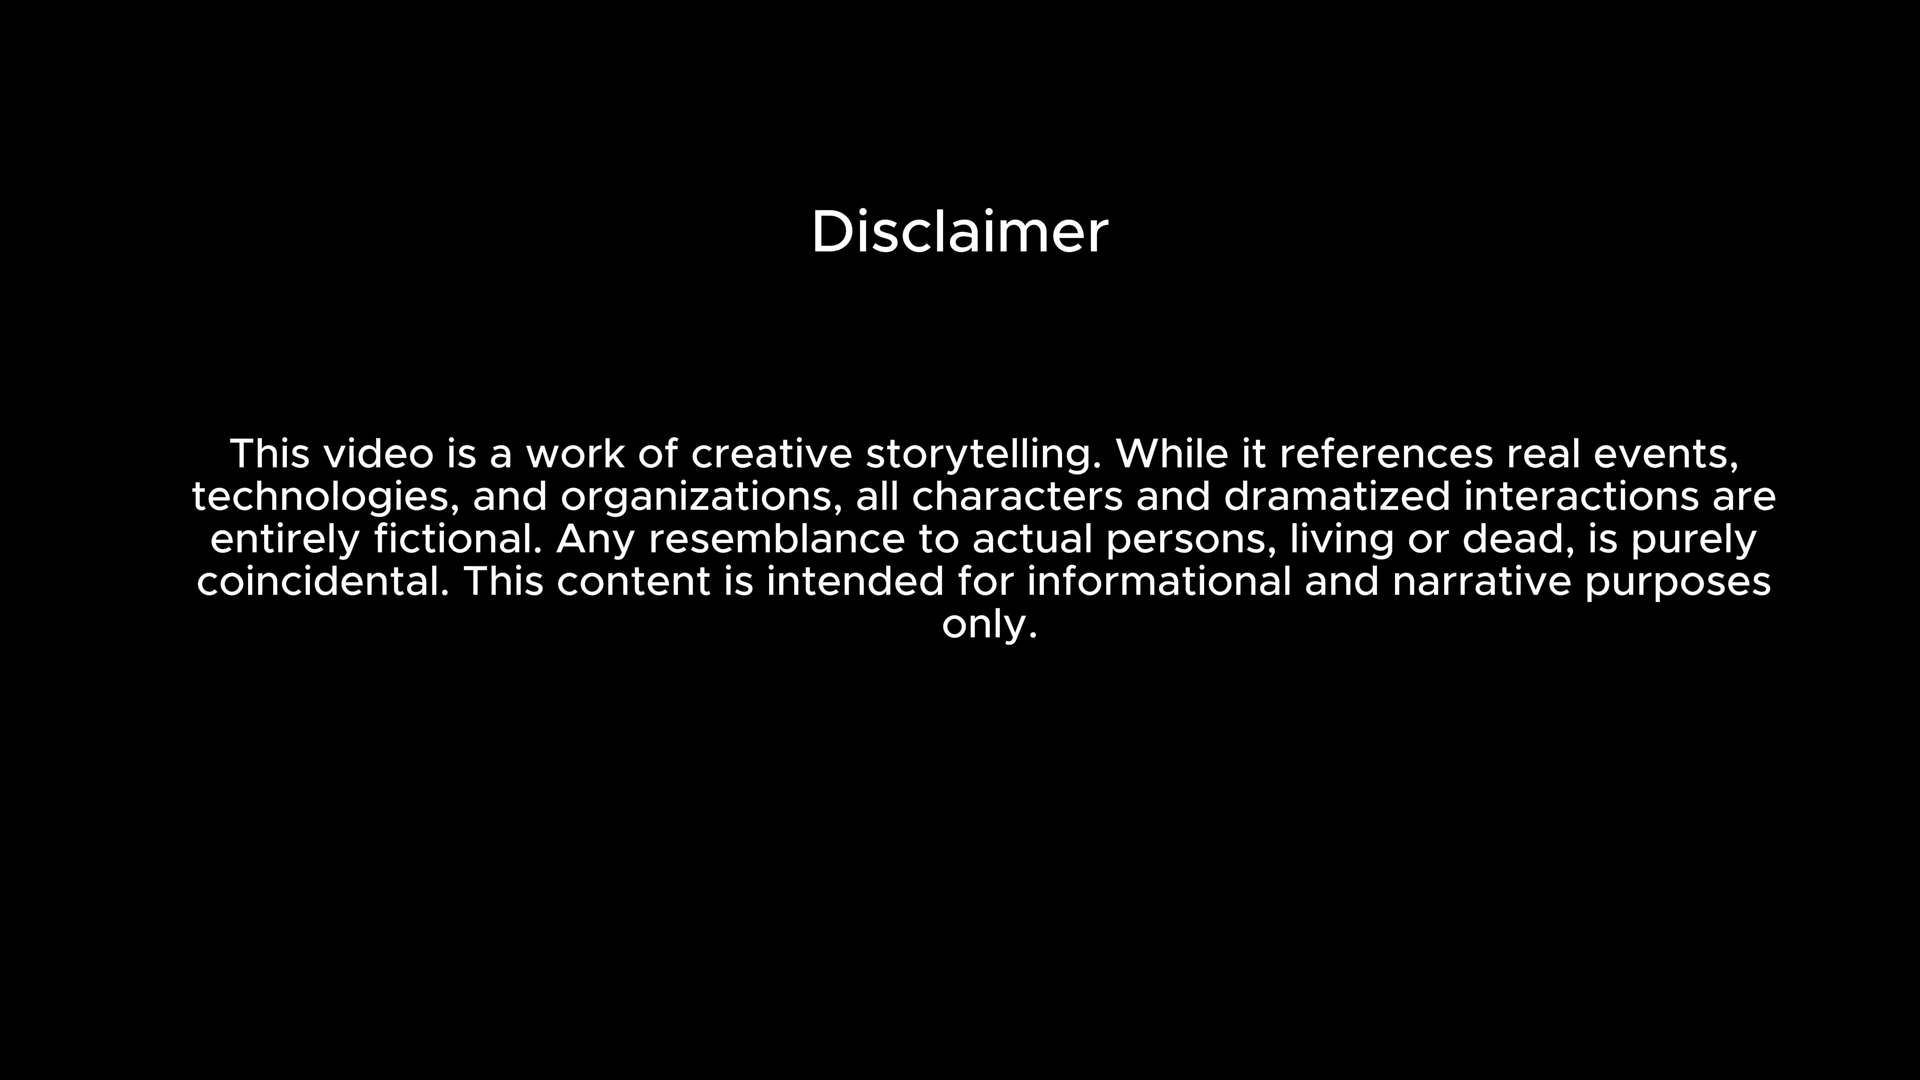 Disclaimer
This video is a work of creative storytelling. While it references real events,
technologies, and organizations, all characters and dramatized interactions are
entirely fictional. Any resemblance to actual persons, living or dead, is purely
coincidental. This content is intended for informational and narrative purposes
only.